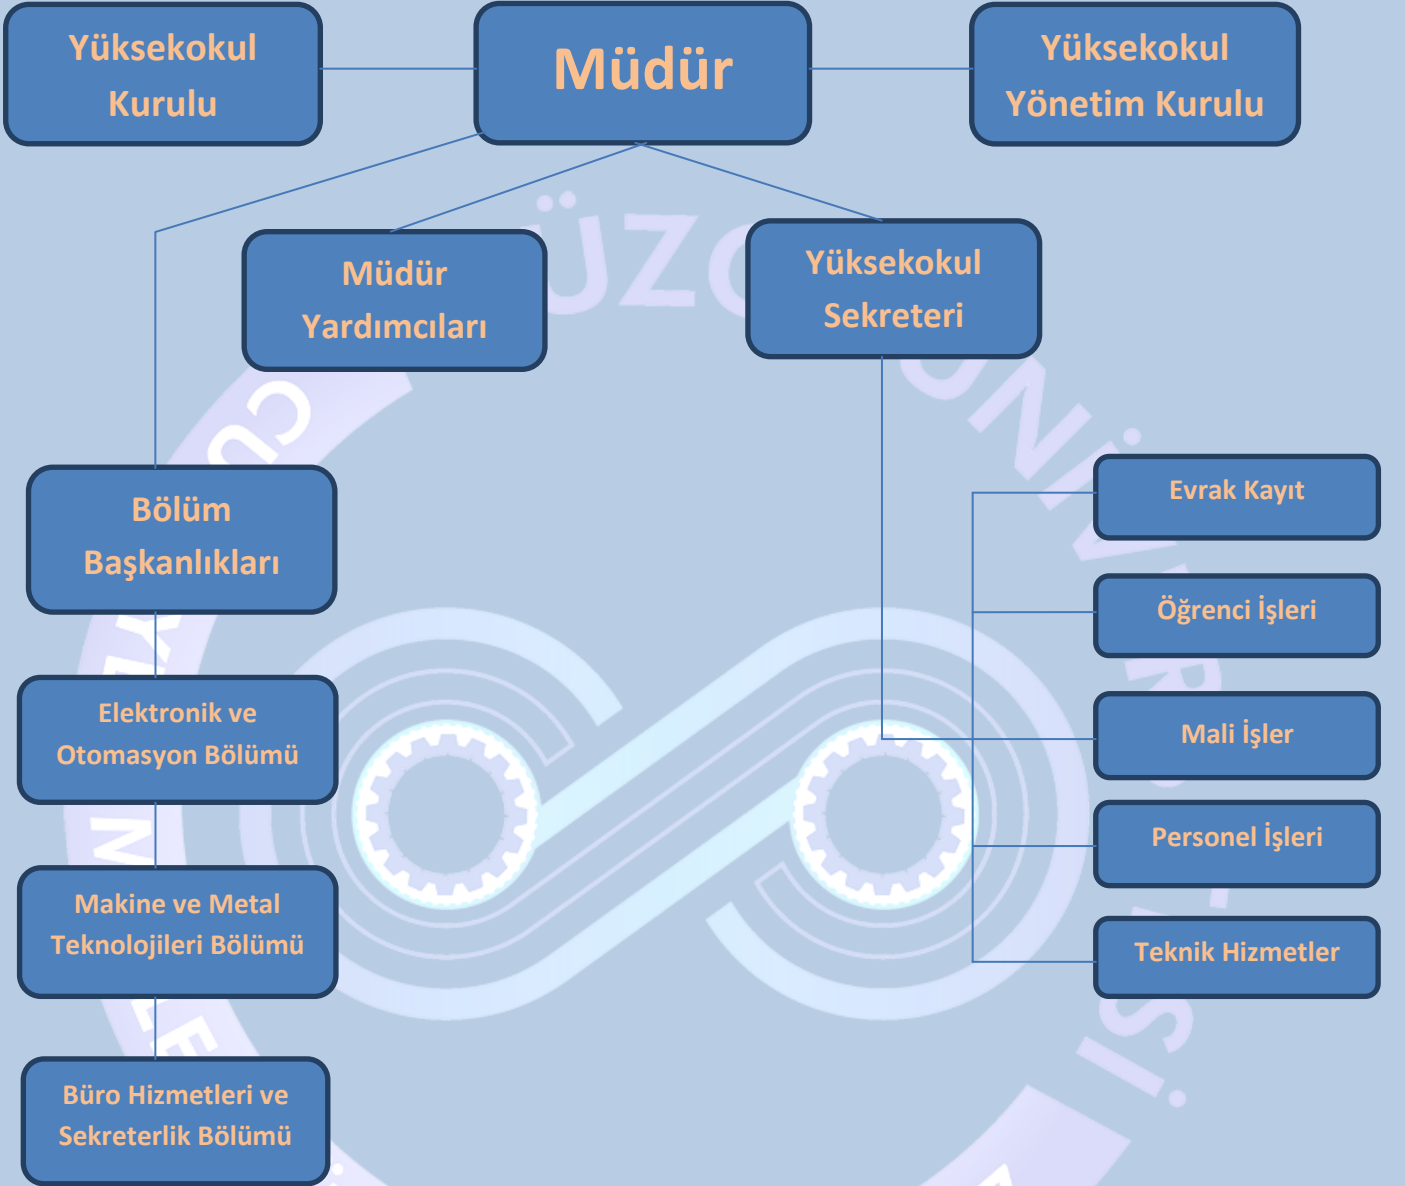 Yüksekokul
Kurulu
Müdür
Yüksekokul
Yönetim Kurulu
Müdür
Yardımcıları
Yüksekokul
Sekreteri
Bölüm
Başkanlıkları
Elektronik ve
Otomasyon Bölümü
Makine ve Metal
Teknolojileri Bölümü
Büro Hizmetleri ve
Sekreterlik Bölümü
Evrak Kayıt
Öğrenci İşleri
Mali İşler
Personel İşleri
Teknik Hizmetler